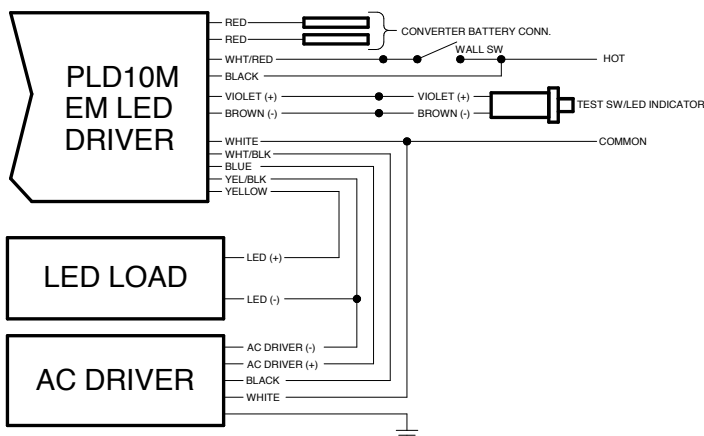 PLD10M
EM LED
DRIVER
RED
RED
CONVERTER BATTERY CONN.
WHT/RED
WALL SW
HOT
BLACK
VIOLET (+)
VIOLET (+)
BROWN (-)
BROWN (-)
TEST SW/LED INDICATOR
WHITE
COMMON
WHT/BLK
BLUE
YEL/BLK
YELLOW
LED LOAD
LED (+)
LED (-)
AC DRIVER
AC DRIVER (-)
AC DRIVER (+)
BLACK
WHITE